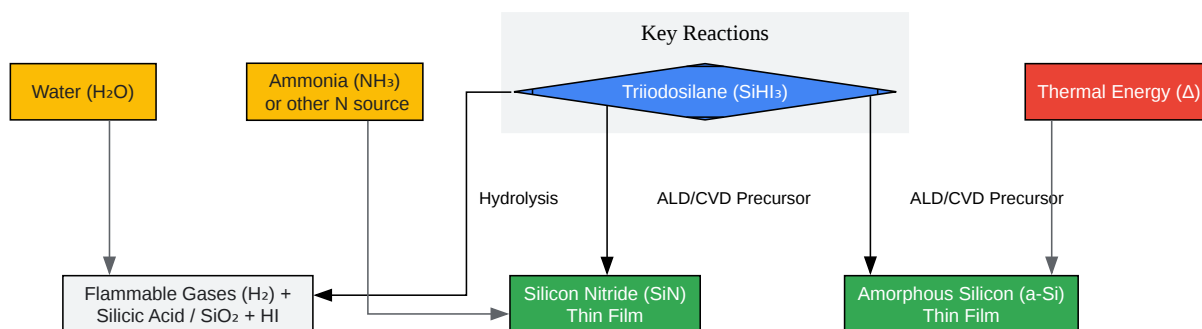 Key Reactions
Water (H₂O)
Ammonia (NH₃)
or other N source
Triiodosilane (SiHI₃)
Thermal Energy (Δ)
Hydrolysis
ALD/CVD Precursor
ALD/CVD Precursor
Flammable Gases (H₂) +
Silicic Acid / SiO₂ + HI
Silicon Nitride (SiN)
Thin Film
Amorphous Silicon (a-Si)
Thin Film